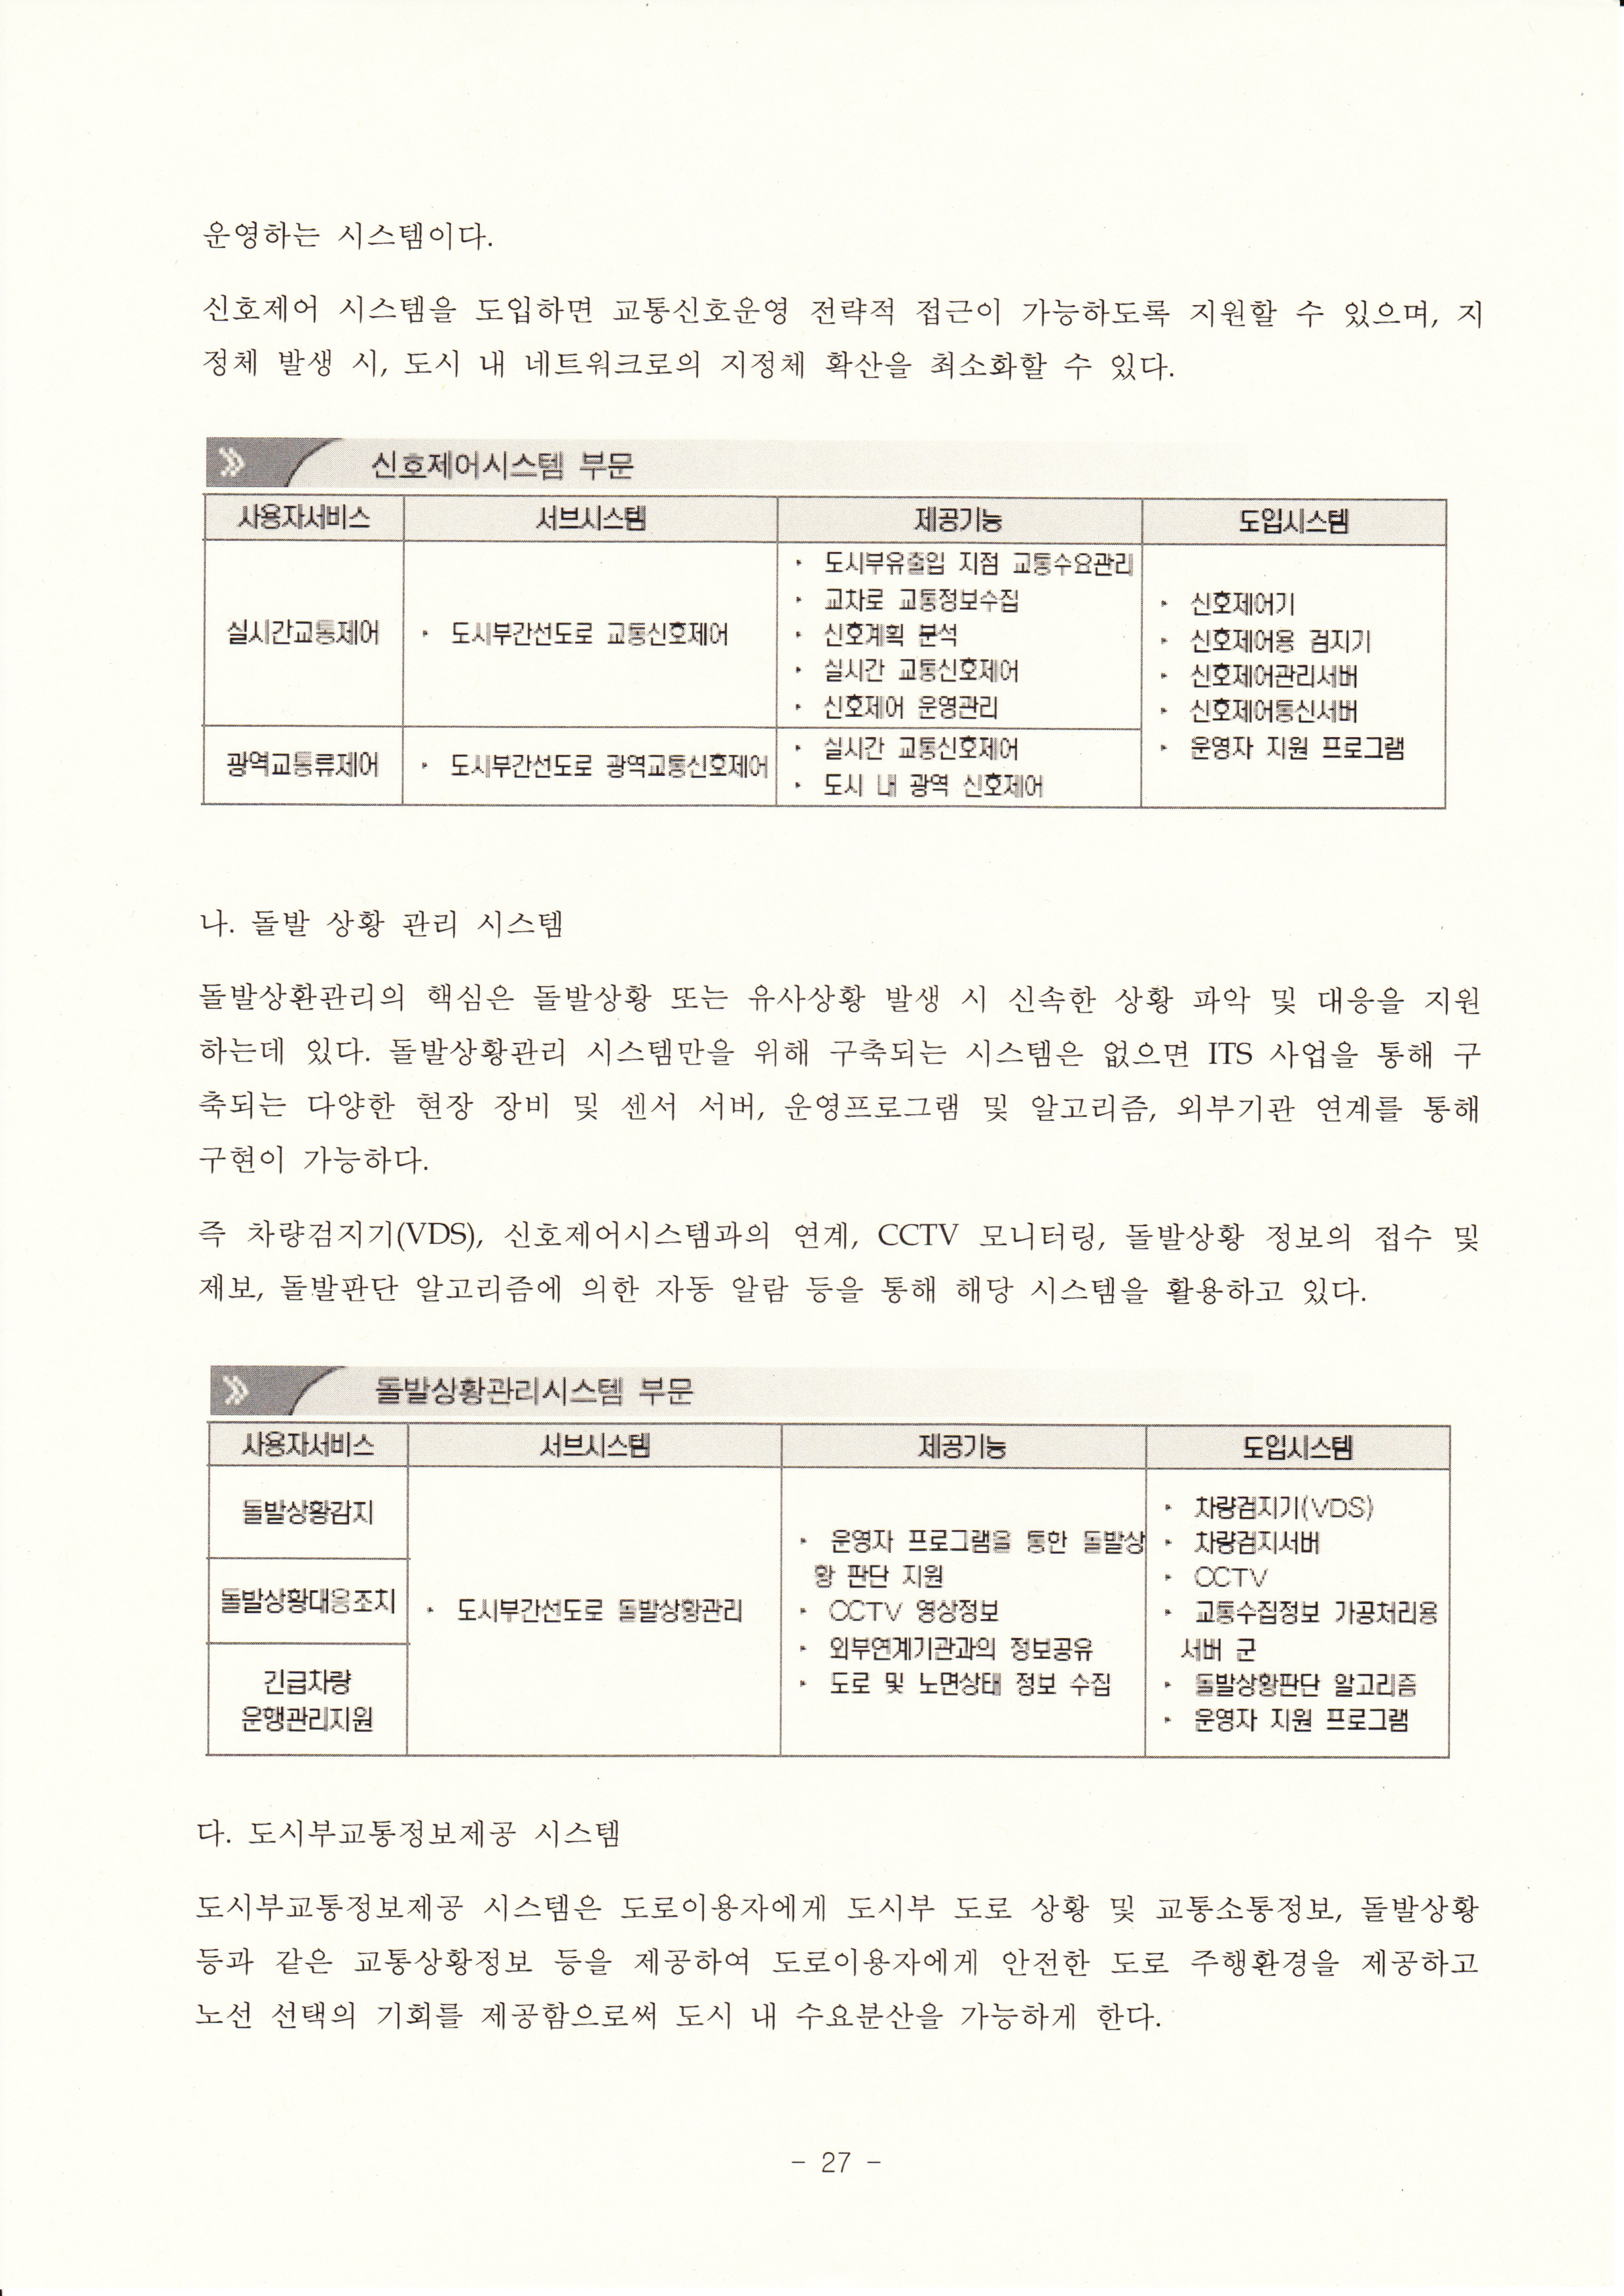 운영하는 시스템이다.
신호제어 시스템을 도입하면 교통신호운영 전략적 접근이 가능하도록 지원할 수 있으며, 지
정체 발생 시, 도시 내 네트워크로의 지정체 확산을 최소화할 수 있다.
신호제어시스템 부문
사용자서비스 서브시스템 제공기능 도입시스템
실시간교통제어
‣ 도시부간선도로 교통신호제어
‣ 도시부유출입 지점 교통수요관리
‣ 교차로 교통정보수집
‣ 신호계획 분석
‣ 실시간 교통신호제어
‣ 신호제어 운영관리
‣ 신호제어기
‣ 신호제어용 검지기
‣ 신호제어관리서버
‣ 신호제어통신서버
‣ 운영자 지원 프로그램
광역교통류제어
‣ 도시부간선도로 광역교통신호제어
‣ 실시간 교통신호제어
‣ 도시 내 광역 신호제어
나. 돌발 상황 관리 시스템
돌발상환관리의 핵심은 돌발상황 또는 유사상황 발생 시 신속한 상황 파악 및 대응을 지원
하는데 있다. 돌발상황관리 시스템만을 위해 구축되는 시스템은 없으면 ITS 사업을 통해 구
축되는 다양한 현장 장비 및 센서 서버, 운영프로그램 및 알고리즘, 외부기관 연계를 통해
구현이 가능하다.
즉 차량검지기(VDS), 신호제어시스템과의 연계, CCTV 모니터링, 돌발상황 정보의 접수 및
제보, 돌발판단 알고리즘에 의한 자동 알람 등을 통해 해당 시스템을 활용하고 있다.
돌발상황관리시스템 부문
사용자서비스 서브시스템 제공기능 도입시스템
돌발상황감지
돌발상황대응조치
긴급차량
운행관리지원
‣ 도시부간선도로 돌발상황관리
‣ 운영자 프로그램을 통한 돌발상
황 판단 지원
‣ CCTV 영상정보
‣ 외부연계기관과의 정보공유
‣ 도로 및 노면상태 정보 수집
‣ 차량검지기(VDS)
‣ 차량검지서버
‣ CCTV
‣ 교통수집정보 가공처리용
서버 군
‣ 돌발상황판단 알고리즘
‣ 운영자 지원 프로그램
다. 도시부교통정보제공 시스템
도시부교통정보제공 시스템은 도로이용자에게 도시부 도로 상황 및 교통소통정보, 돌발상황
등과 같은 교통상황정보 등을 제공하여 도로이용자에게 안전한 도로 주행환경을 제공하고
노선 선택의 기회를 제공함으로써 도시 내 수요분산을 가능하게 한다.
- 27 -